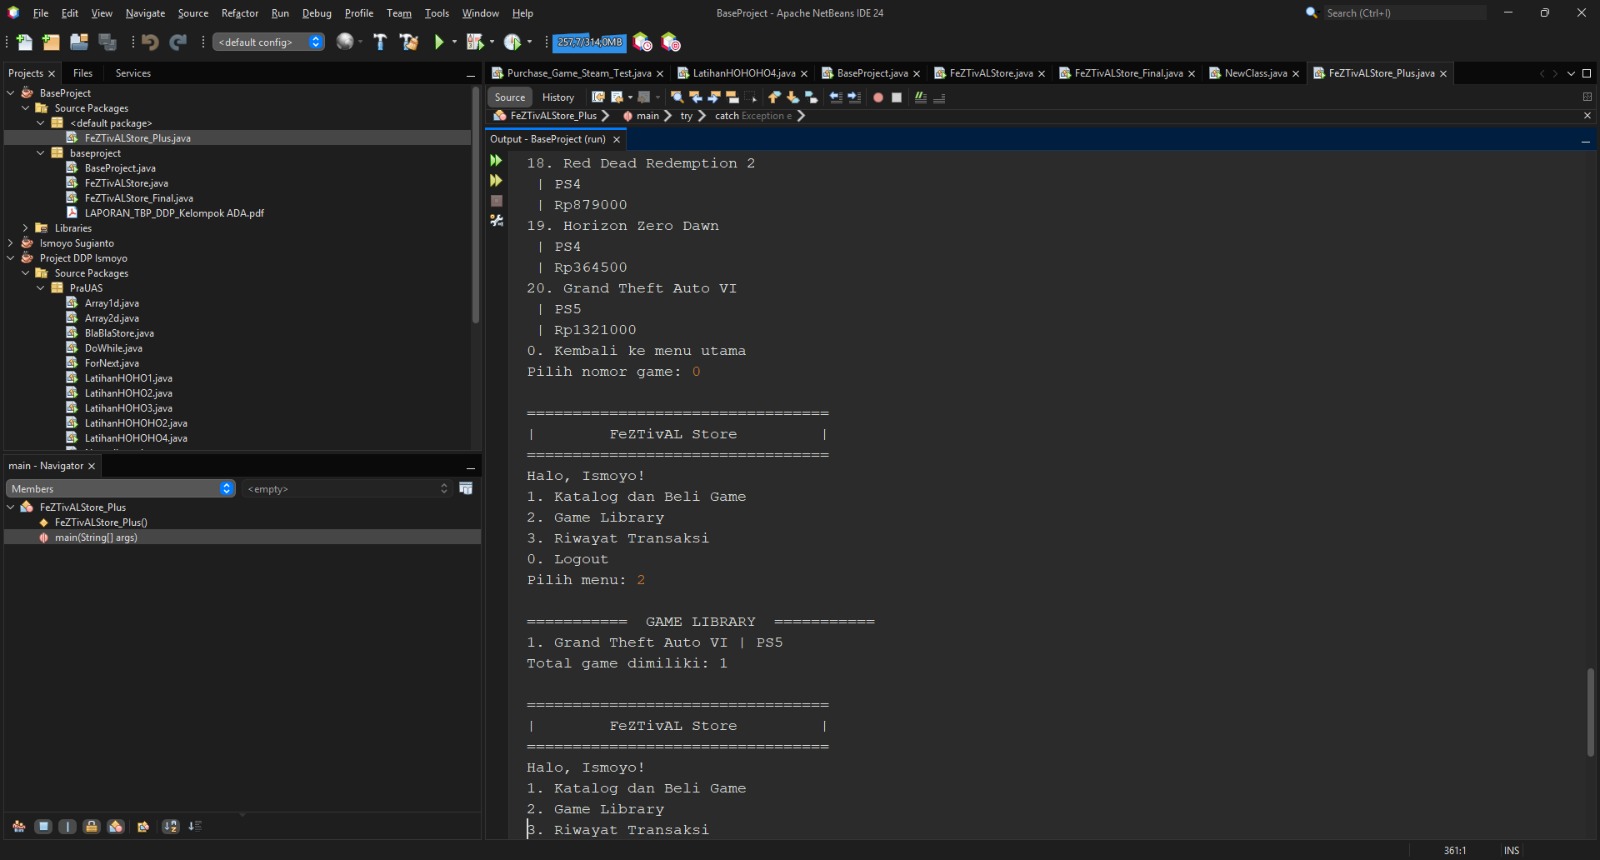 File Edit View Navigate Source Refactor Run Debug Profile Team Tools Window Help
BaseProject - Apache NetBeans IDE 24
Search (Ctrl+I)
<default config>
257,7/314,0MB
Projects Files Services
BaseProject
Source Packages
<default package>
FeZTivALStore_Plus.java
baseproject
BaseProject.java
FeZTivALStore.java
FeZTivALStore_Final.java
LAPORAN_TBP_DDP_Kelompok ADA.pdf
Libraries
Ismoyo Sugianto
Project DDP Ismoyo
Source Packages
PraUAS
Array1d.java
Array2d.java
BlaBlaStore.java
DoWhile.java
ForNext.java
LatihanHOHO1.java
LatihanHOHO2.java
LatihanHOHO3.java
LatihanHOHOHO2.java
LatihanHOHOHO4.java
main - Navigator
Members
<empty>
FeZTivALStore_Plus
FeZTivALStore_Plus()
main(String[] args)
Purchase_Game_Steam_Test.java LatihanHOHOHO4.java BaseProject.java FeZTivALStore.java FeZTivALStore_Final.java NewClass.java FeZTivALStore_Plus.java
Source History
FeZTivALStore_Plus main try catch Exception e
Output - BaseProject (run)
18. Red Dead Redemption 2
| PS4
| Rp879000
19. Horizon Zero Dawn
| PS4
| Rp364500
20. Grand Theft Auto VI
| PS5
| Rp1321000
0. Kembali ke menu utama
Pilih nomor game: 0
=================================
| FeZTivAL Store |
=================================
Halo, Ismoyo!
1. Katalog dan Beli Game
2. Game Library
3. Riwayat Transaksi
0. Logout
Pilih menu: 2
=========== GAME LIBRARY ===========
1. Grand Theft Auto VI | PS5
Total game dimiliki: 1
=================================
| FeZTivAL Store |
=================================
Halo, Ismoyo!
1. Katalog dan Beli Game
2. Game Library
3. Riwayat Transaksi
361:1 INS